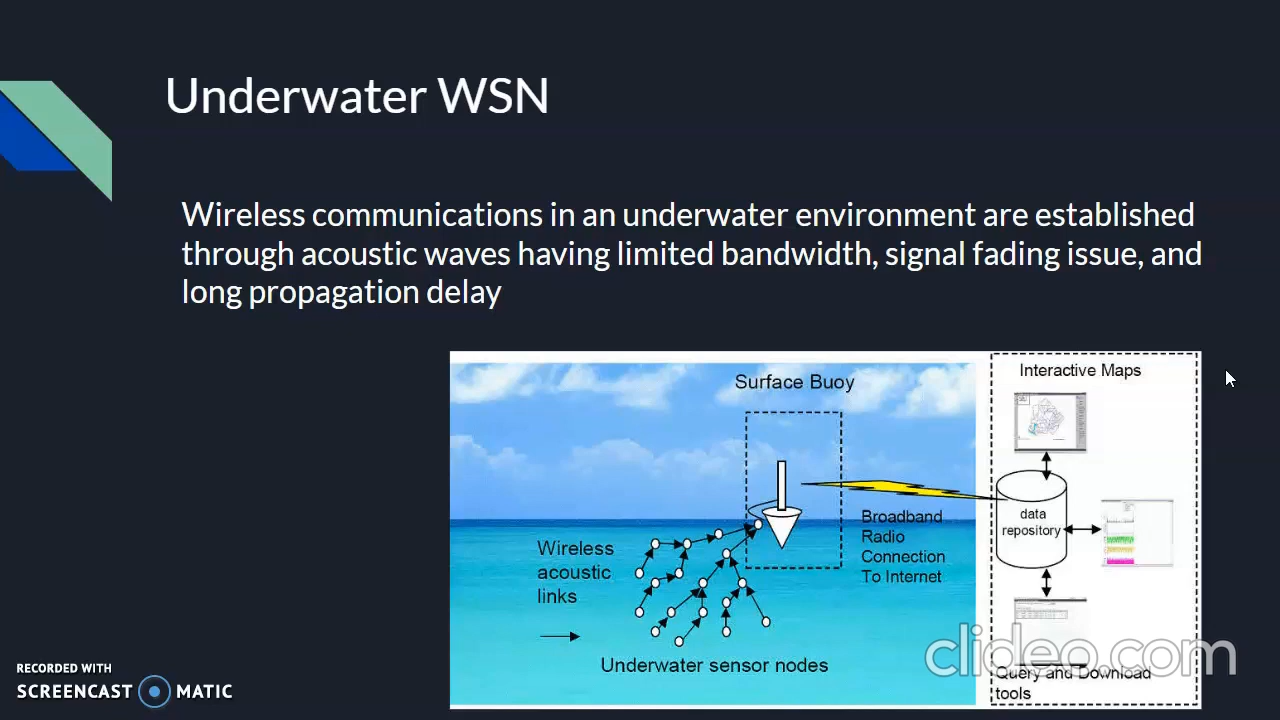 Underwater WSN
Wireless communications in an underwater environment are established
through acoustic waves having limited bandwidth, signal fading issue, and
long propagation delay
Surface Buoy
Interactive Maps
data
repository
Broadband
Radio
Connection
To Internet
Wireless
acoustic
links
Underwater sensor nodes
Query and Download
tools
clideo.com
RECORDED WITH
SCREENCAST MATIC